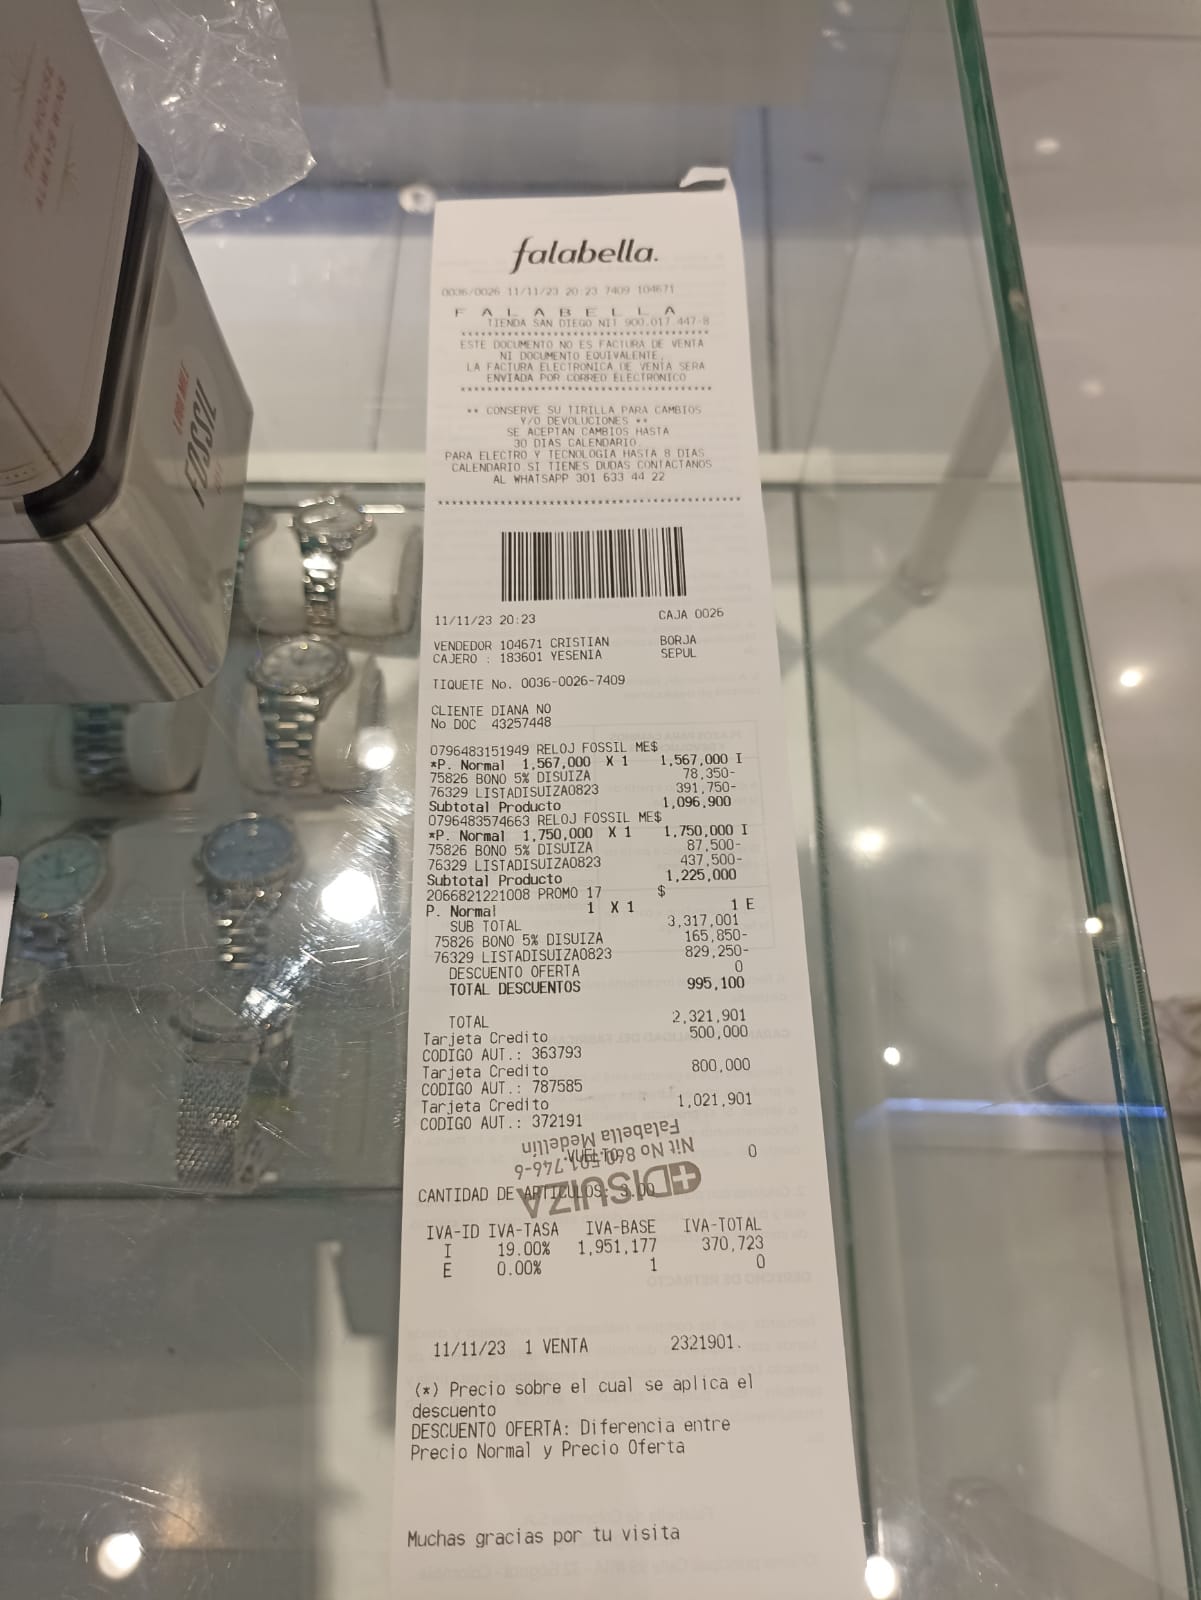 THE HOUSE
ALWAYS WINS
FOSSIL
falabella.
0036/0026 11/11/23 20:23 7409 104671
F A L A B E L L A
TIENDA SAN DIEGO NIT 900.017.447-8
ESTE DOCUMENTO NO ES FACTURA DE VENTA
NI DOCUMENTO EQUIVALENTE,
LA FACTURA ELECTRONICA DE VENTA SERA
ENVIADA POR CORREO ELECTRONICO
** CONSERVE SU TIRILLA PARA CAMBIOS
Y/O DEVOLUCIONES **
SE ACEPTAN CAMBIOS HASTA
30 DIAS CALENDARIO.
PARA ELECTRO Y TECNOLOGIA HASTA 8 DIAS
CALENDARIO SI TIENES DUDAS CONTACTANOS
AL WHATSAPP 301 633 44 22
11/11/23 20:23 CAJA 0026
VENDEDOR 104671 CRISTIAN BORJA
CAJERO : 183601 YESENIA SEPUL
TIQUETE No. 0036-0026-7409
CLIENTE DIANA NO
No DOC 43257448
0796483151949 RELOJ FOSSIL ME$
*P. Normal 1,567,000 X 1 1,567,000 I
75826 BONO 5% DISUIZA 78,350-
76329 LISTADISUIZA0823 391,750-
Subtotal Producto 1,096,900
0796483574663 RELOJ FOSSIL ME$
*P. Normal 1,750,000 X 1 1,750,000 I
75826 BONO 5% DISUIZA 87,500-
76329 LISTADISUIZA0823 437,500-
Subtotal Producto 1,225,000
2066821221008 PROMO 17 $
P. Normal 1 X 1 1 E
SUB TOTAL 3,317,001
75826 BONO 5% DISUIZA 165,850-
76329 LISTADISUIZA0823 829,250-
DESCUENTO OFERTA 0
TOTAL DESCUENTOS 995,100
TOTAL 2,321,901
Tarjeta Credito 500,000
CODIGO AUT.: 363793
Tarjeta Credito 800,000
CODIGO AUT.: 787585
Tarjeta Credito 1,021,901
CODIGO AUT.: 372191
VUELTO: 0
CANTIDAD DE ARTICULOS: 3.00
DISUIZA
Falabella Medellín
IVA-ID IVA-TASA IVA-BASE IVA-TOTAL
I 19.00% 1,951,177 370,723
E 0.00% 1 0
11/11/23 1 VENTA 2321901.
(*) Precio sobre el cual se aplica el
descuento
DESCUENTO OFERTA: Diferencia entre
Precio Normal y Precio Oferta
Muchas gracias por tu visita